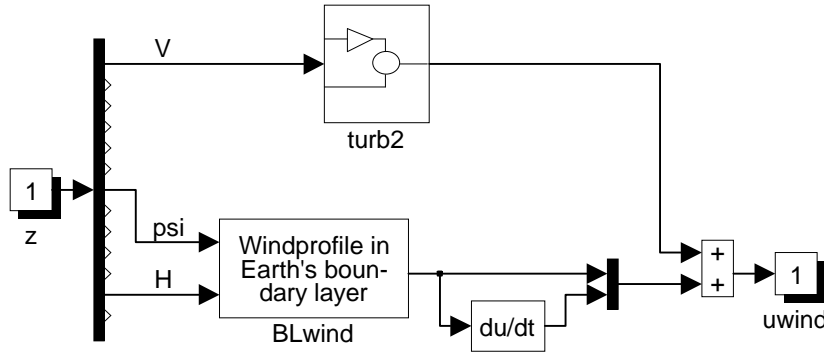 V
turb2
1
z
psi
H
Windprofile in
Earth's boun-
dary layer
BLwind
du/dt
+
+
1
uwind